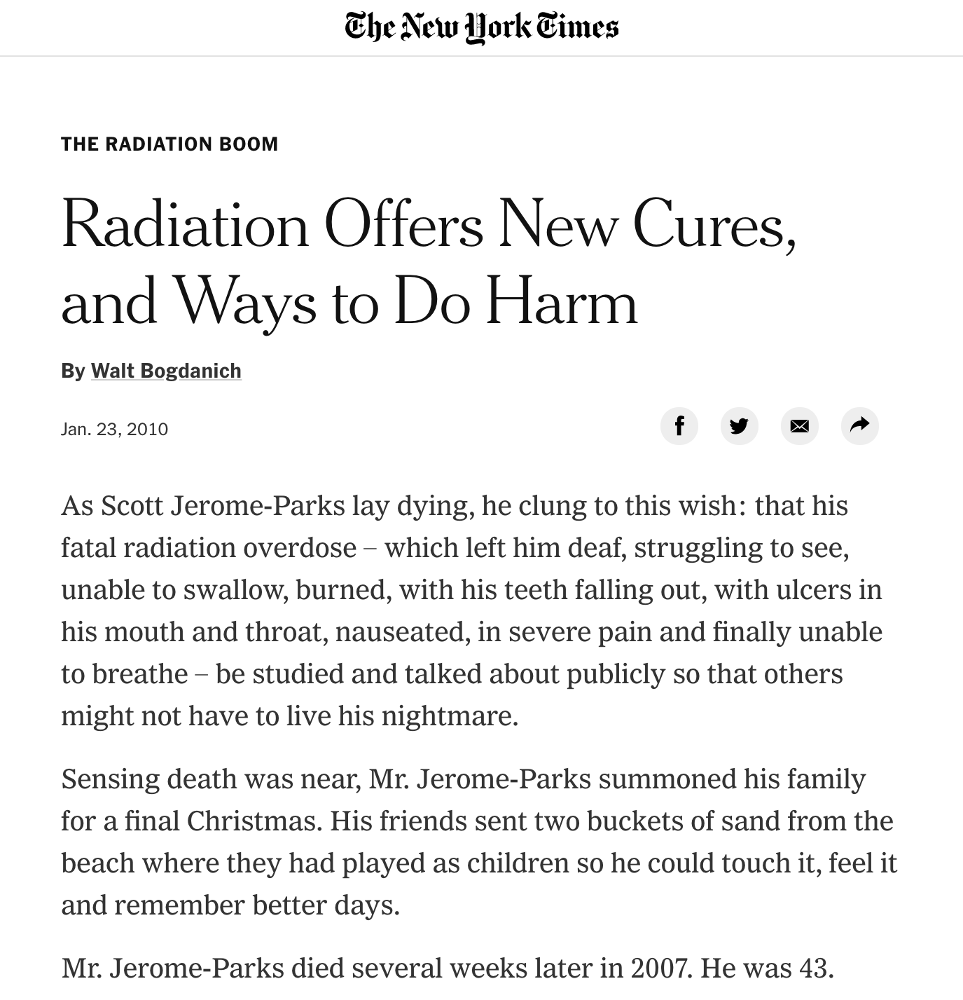 The New York Times
THE RADIATION BOOM
Radiation Offers New Cures,
and Ways to Do Harm
By Walt Bogdanich
Jan. 23, 2010
As Scott Jerome-Parks lay dying, he clung to this wish: that his
fatal radiation overdose – which left him deaf, struggling to see,
unable to swallow, burned, with his teeth falling out, with ulcers in
his mouth and throat, nauseated, in severe pain and finally unable
to breathe – be studied and talked about publicly so that others
might not have to live his nightmare.
Sensing death was near, Mr. Jerome-Parks summoned his family
for a final Christmas. His friends sent two buckets of sand from the
beach where they had played as children so he could touch it, feel it
and remember better days.
Mr. Jerome-Parks died several weeks later in 2007. He was 43.